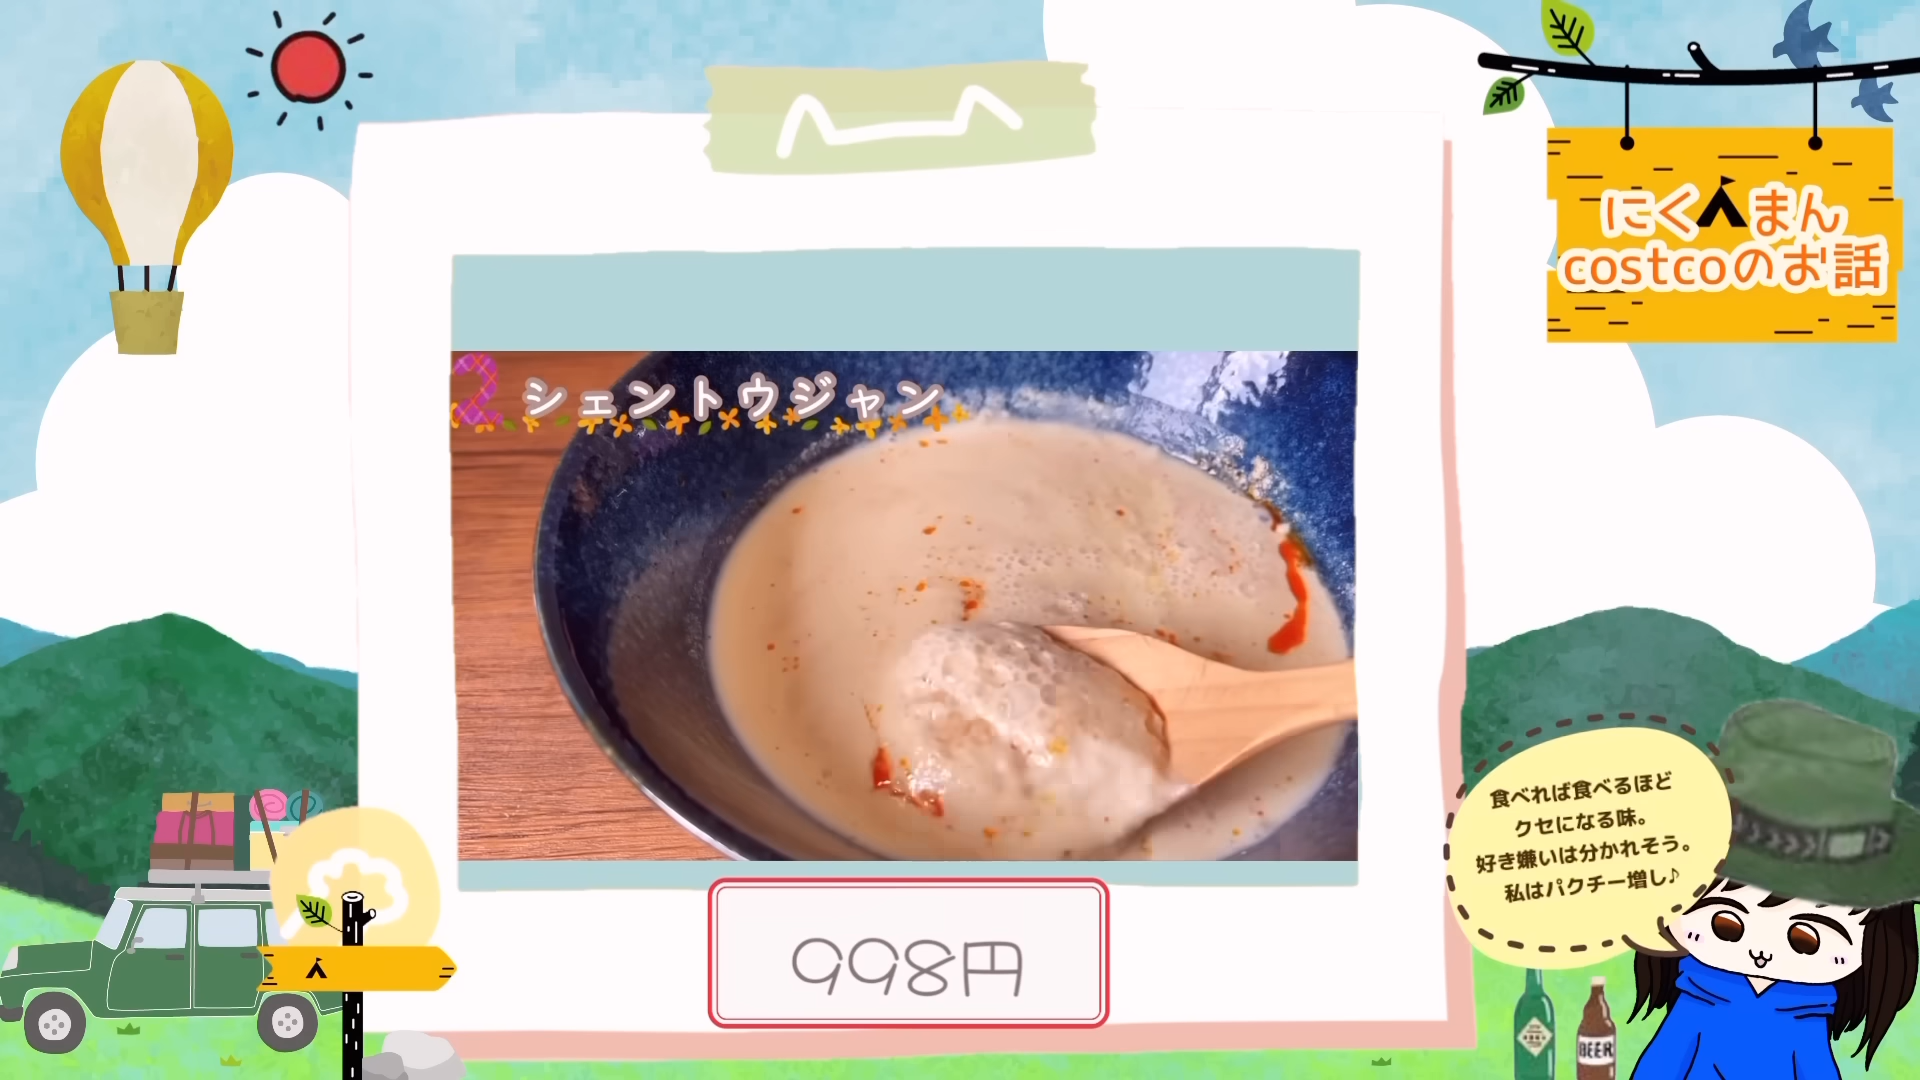 にくまん
costcoのお話
2 シェントウジャン
食べれば食べるほど
クセになる味。
好き嫌いは分かれそう。
私はパクチー増し♪
998円
BEER